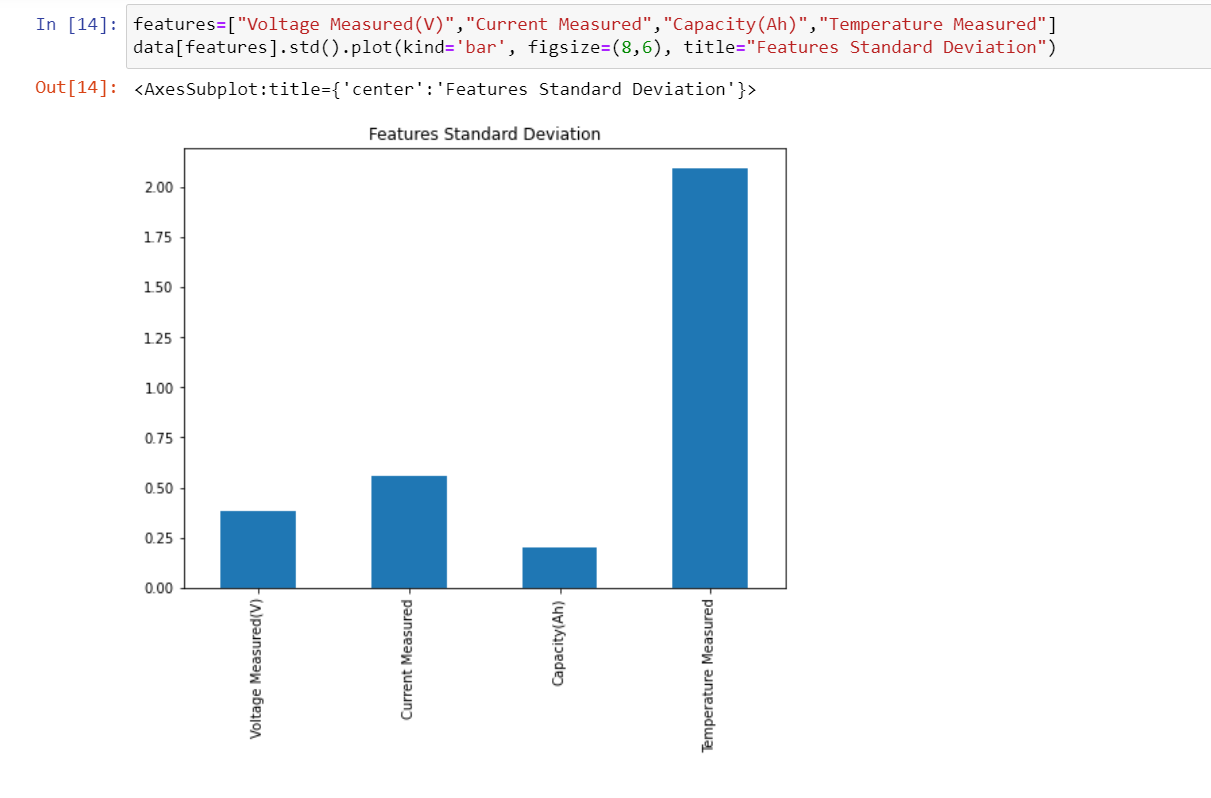 In [14]: features=["Voltage Measured(V)","Current Measured","Capacity(Ah)","Temperature Measured"]
data[features].std().plot(kind='bar', figsize=(8,6), title="Features Standard Deviation")
Out[14]: <AxesSubplot:title={'center':'Features Standard Deviation'}>
Features Standard Deviation
2.00
1.75
1.50
1.25
1.00
0.75
0.50
0.25
0.00
Voltage Measured(V)
Current Measured
Capacity(Ah)
Temperature Measured